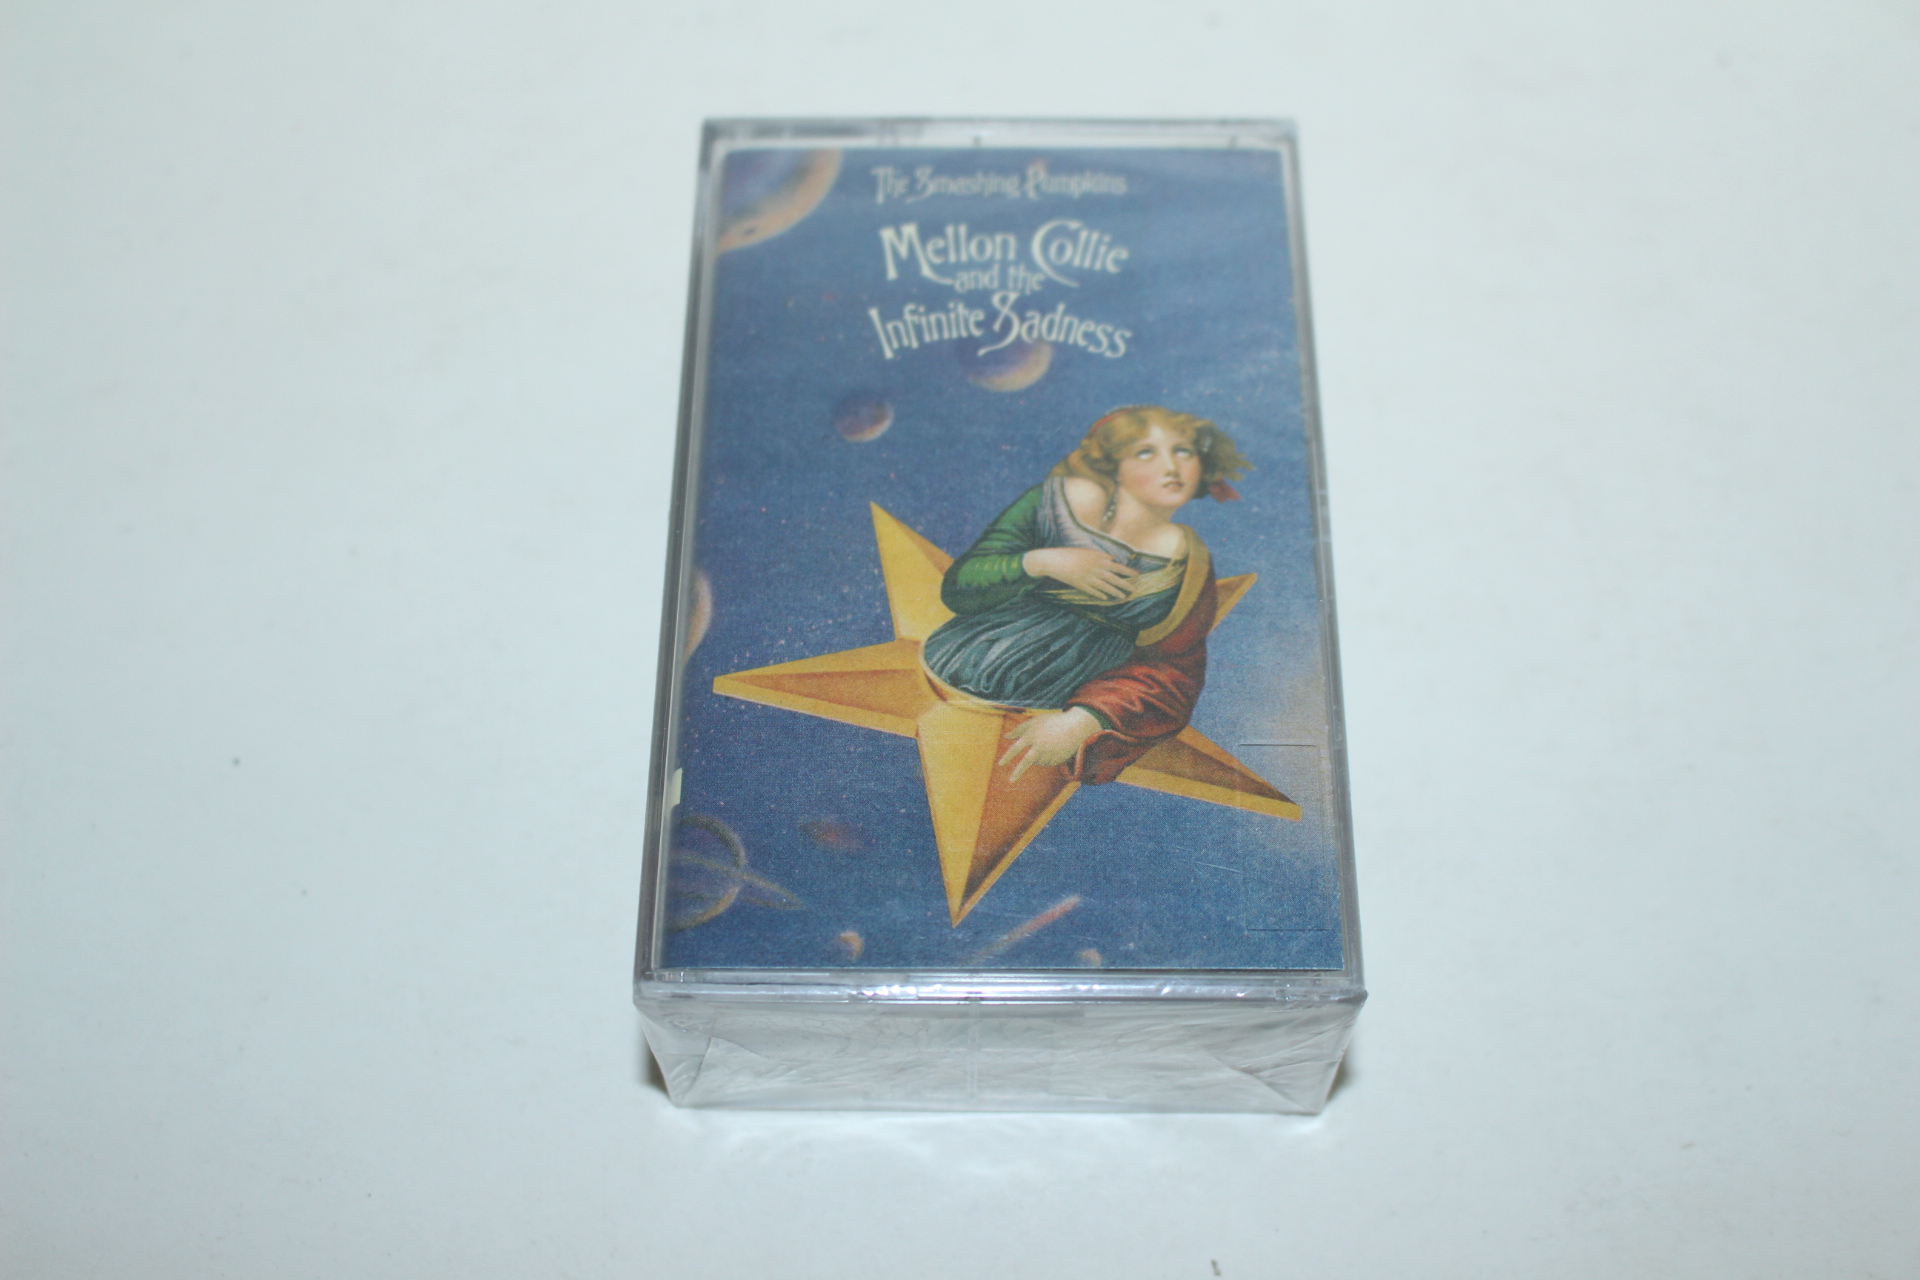 The Smashing Pumpkins
Mellon Collie
and the
Infinite Sadness